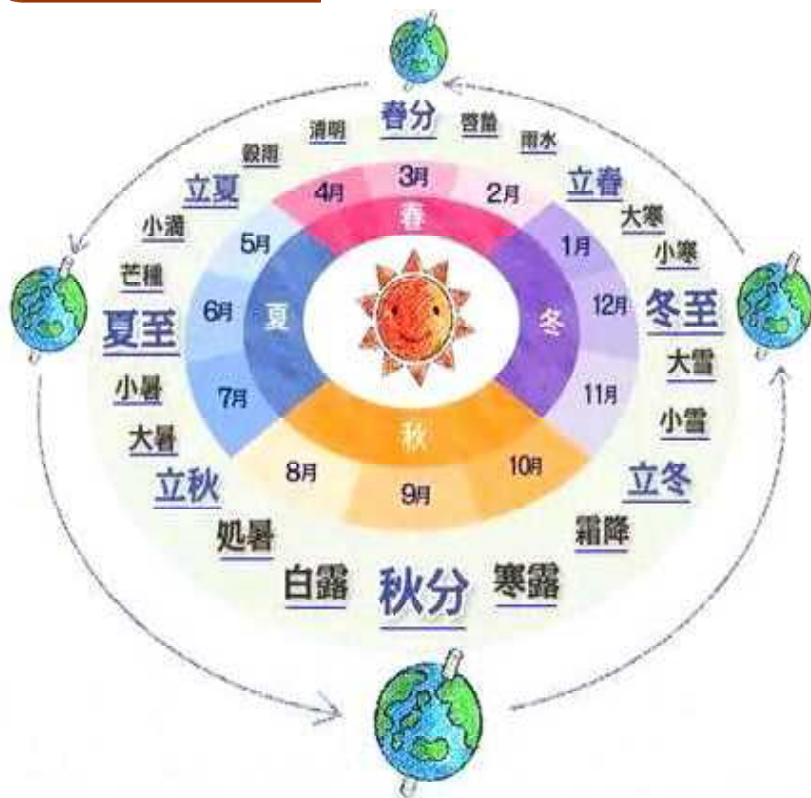 春分
啓蟄
雨水
立春
大寒
小寒
冬至
大雪
小雪
立冬
霜降
寒露
秋分
白露
処暑
立秋
大暑
小暑
夏至
芒種
小満
立夏
穀雨
清明
3月
2月
1月
12月
11月
10月
9月
8月
7月
6月
5月
4月
春
冬
秋
夏